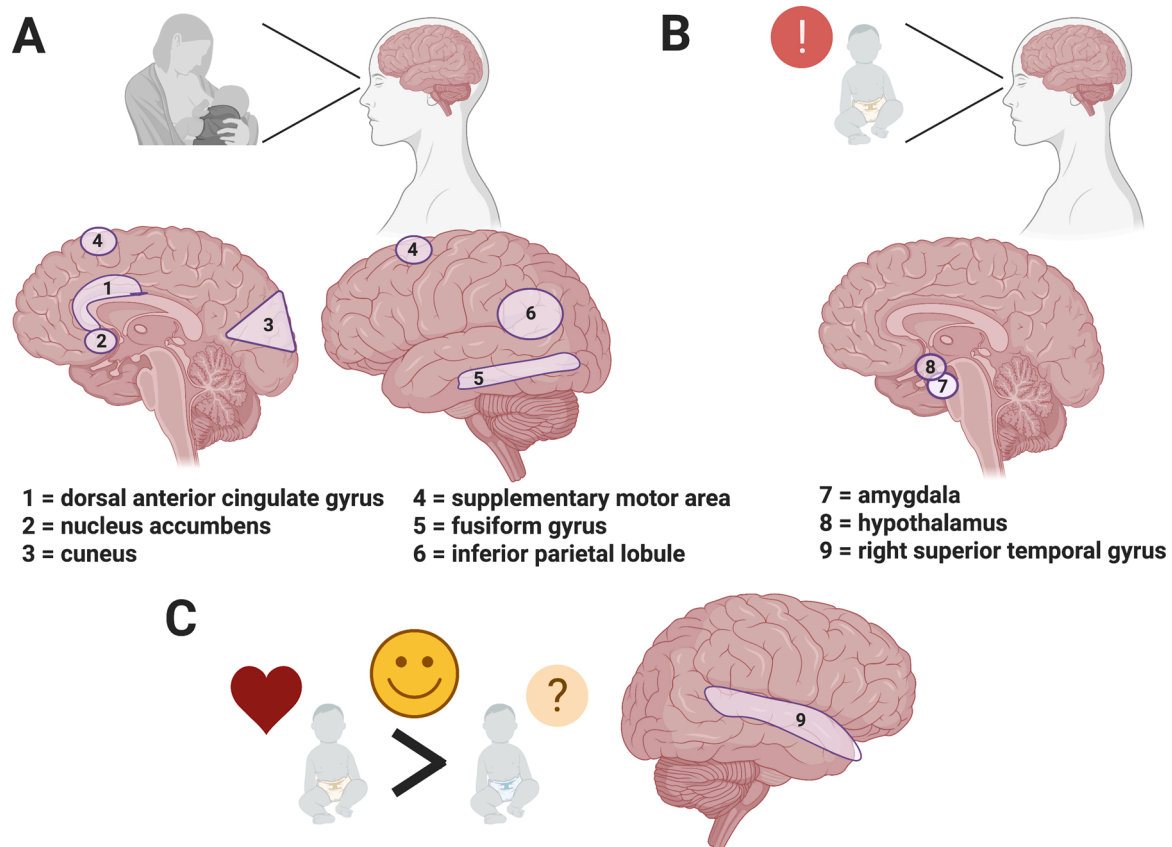 A
B
!
4
1
2
3
4
6
5
8
7
1 = dorsal anterior cingulate gyrus
2 = nucleus accumbens
3 = cuneus
4 = supplementary motor area
5 = fusiform gyrus
6 = inferior parietal lobule
7 = amygdala
8 = hypothalamus
9 = right superior temporal gyrus
C
?
>
9